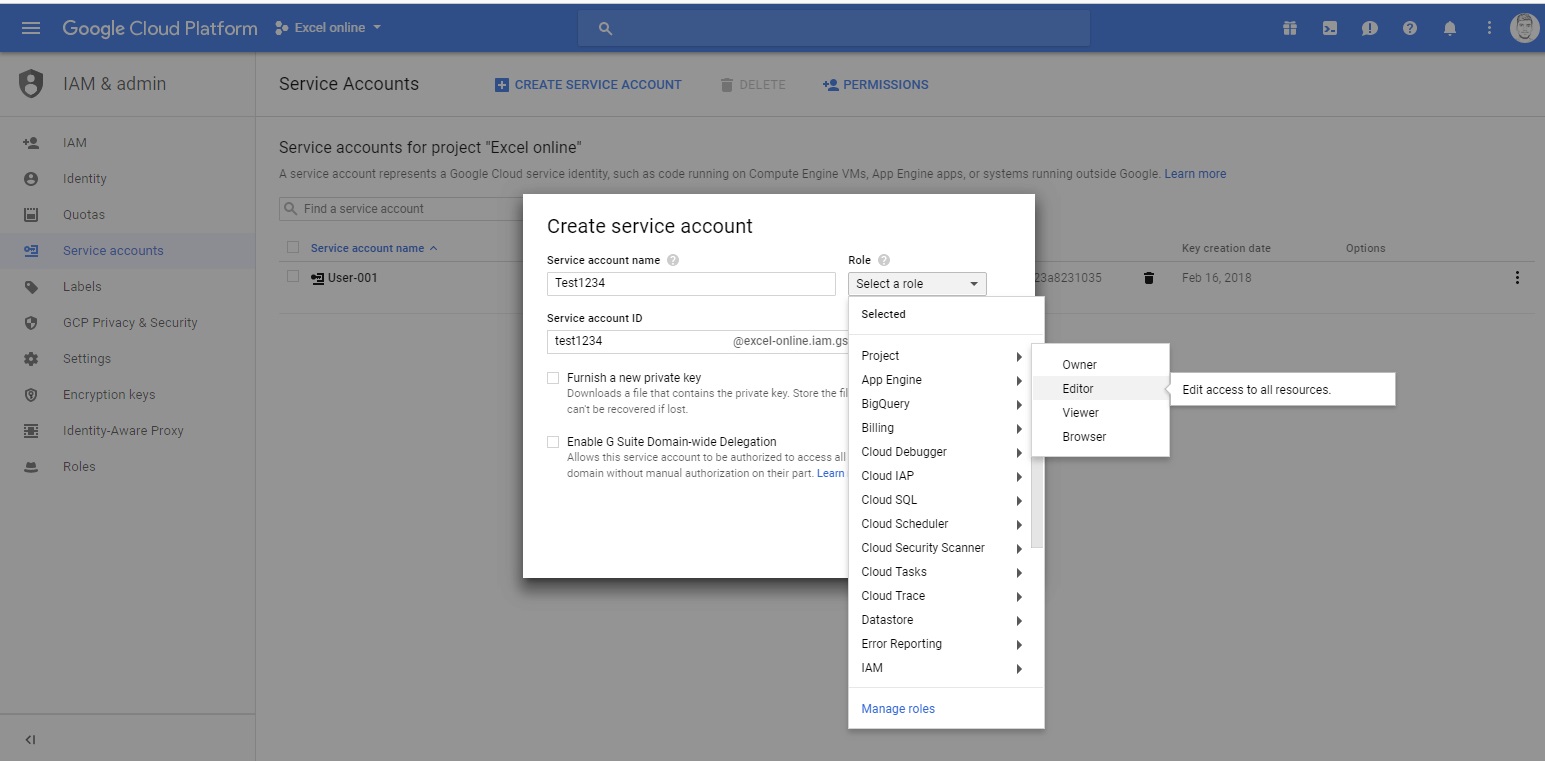 Google Cloud Platform
Excel online
IAM & admin
Service Accounts
CREATE SERVICE ACCOUNT
DELETE
PERMISSIONS
IAM
Identity
Quotas
Service accounts
Labels
GCP Privacy & Security
Settings
Encryption keys
Identity-Aware Proxy
Roles
Service accounts for project "Excel online"
A service account represents a Google Cloud service identity, such as code running on Compute Engine VMs, App Engine apps, or systems running outside Google. Learn more
Find a service account
Service account name
Key creation date
Options
User-001
23a8231035
Feb 16, 2018
Create service account
Service account name
Role
Test1234
Select a role
Service account ID
test1234
@excel-online.iam.gs
Furnish a new private key
Downloads a file that contains the private key. Store the fil
can't be recovered if lost.
Enable G Suite Domain-wide Delegation
Allows this service account to be authorized to access all
domain without manual authorization on their part. Learn
Selected
Project
App Engine
BigQuery
Billing
Cloud Debugger
Cloud IAP
Cloud SQL
Cloud Scheduler
Cloud Security Scanner
Cloud Tasks
Cloud Trace
Datastore
Error Reporting
IAM
Manage roles
Owner
Editor
Viewer
Browser
Edit access to all resources.